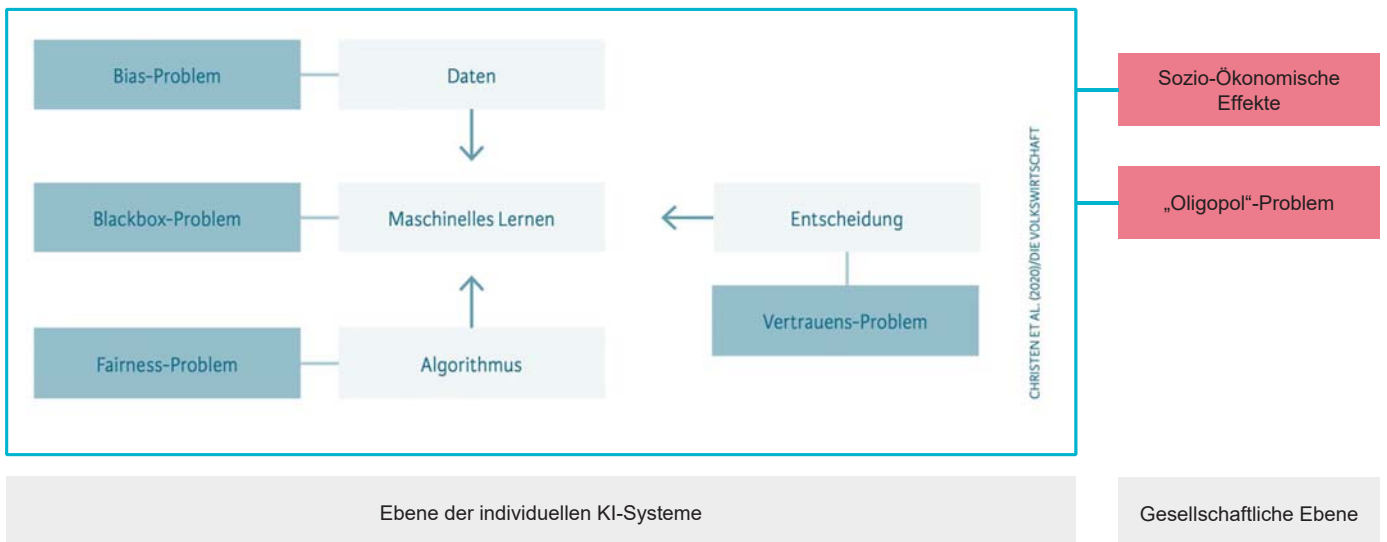 Bias-Problem
Daten
Blackbox-Problem
Maschinelles Lernen
Entscheidung
Vertrauens-Problem
Fairness-Problem
Algorithmus
CHRISTEN ET AL. (2020)/DIE VOLKSWIRTSCHAFT
Sozio-Ökonomische
Effekte
„Oligopol“-Problem
Ebene der individuellen KI-Systeme
Gesellschaftliche Ebene